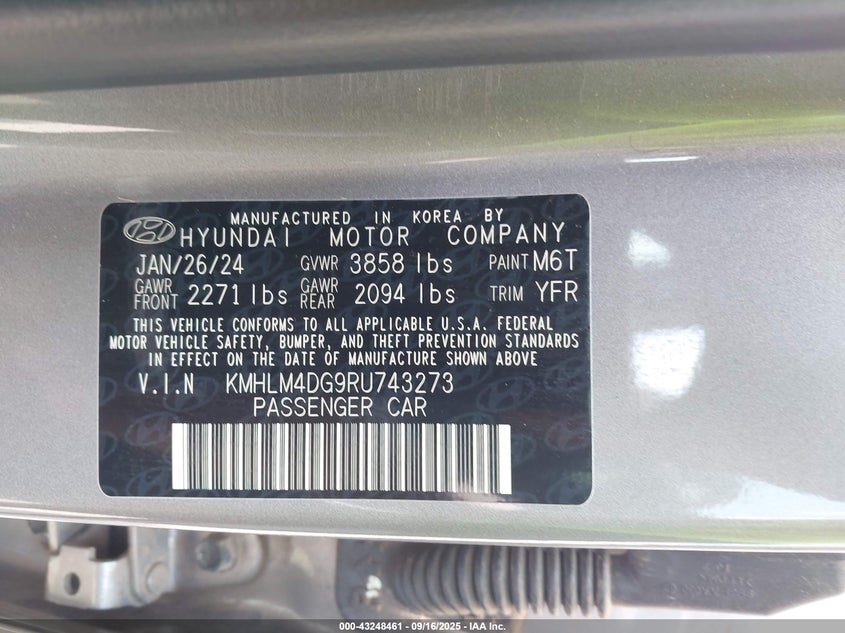 MANUFACTURED IN KOREA BY
HYUNDAI MOTOR COMPANY
JAN/26/24 GVWR 3858 lbs PAINT M6T
GAWR FRONT 2271 lbs GAWR REAR 2094 lbs TRIM YFR
THIS VEHICLE CONFORMS TO ALL APPLICABLE U.S.A. FEDERAL
MOTOR VEHICLE SAFETY, BUMPER, AND THEFT PREVENTION STANDARDS
IN EFFECT ON THE DATE OF MANUFACTURE SHOWN ABOVE
V.I.N KMHLM4DG9RU743273
PASSENGER CAR
000-43248461 - 09/16/2025 - IAA Inc.